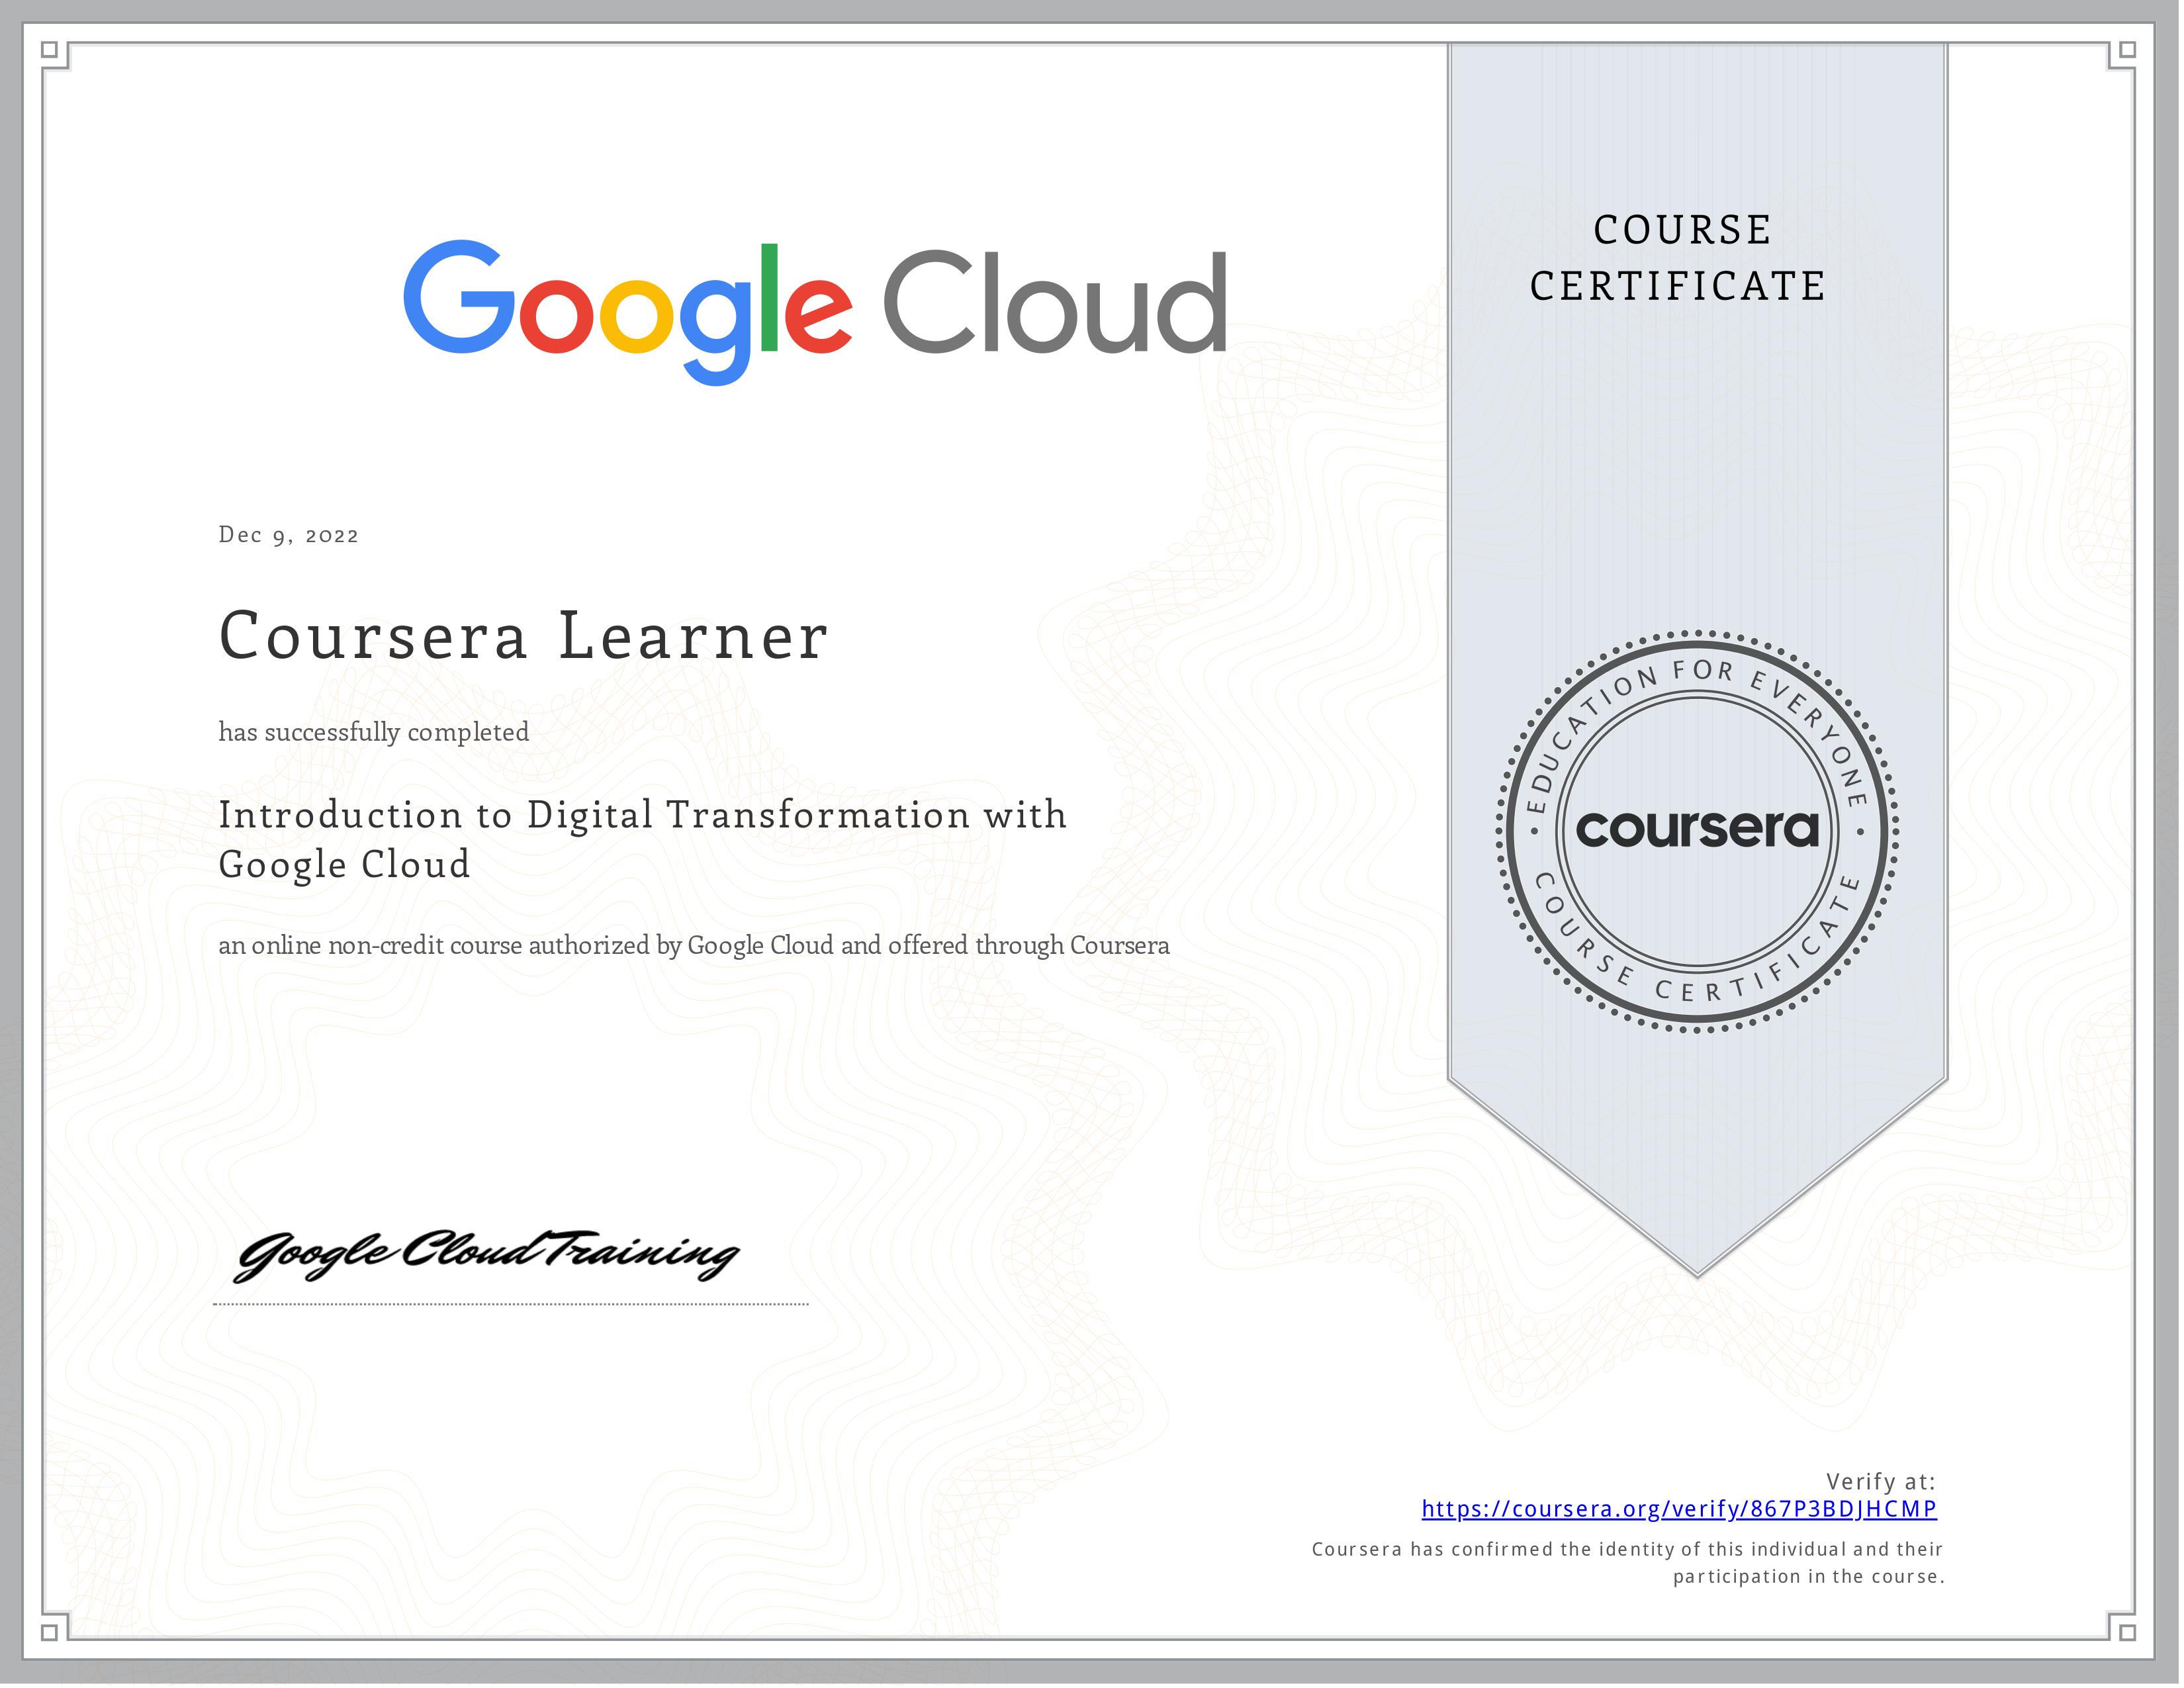 Google Cloud
COURSE
CERTIFICATE
Dec 9, 2022
Coursera Learner
has successfully completed
Introduction to Digital Transformation with
Google Cloud
an online non-credit course authorized by Google Cloud and offered through Coursera
EDUCATION FOR EVERYONE
coursera
COURSE CERTIFICATE
Google Cloud Training
Verify at:
https://coursera.org/verify/867P3BDJHCMP
Coursera has confirmed the identity of this individual and their
participation in the course.